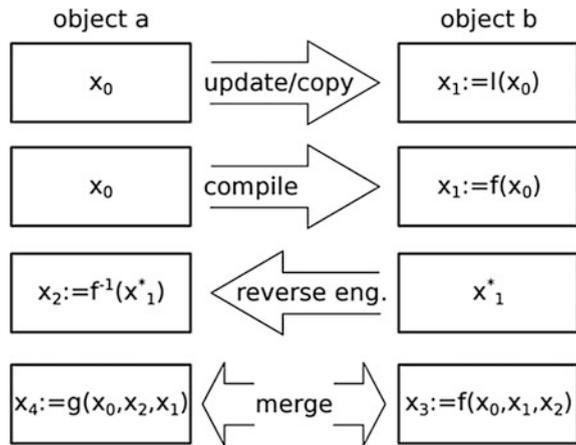 object a object b
x₀ update/copy x₁:=I(x₀)
x₀ compile x₁:=f(x₀)
x₂:=f⁻¹(x*₁) reverse eng. x*₁
x₄:=g(x₀,x₂,x₁) merge x₃:=f(x₀,x₁,x₂)